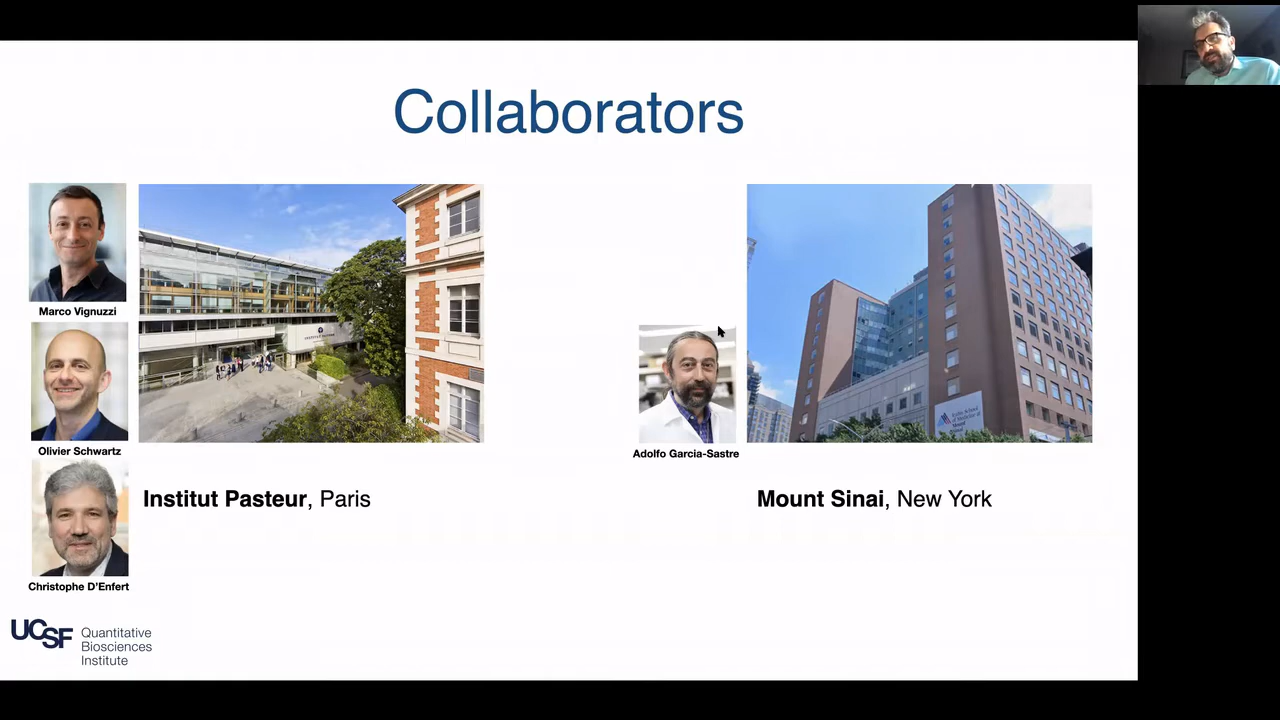 Collaborators
Marco Vignuzzi
Olivier Schwartz
Christophe D'Enfert
Institut Pasteur, Paris
Adolfo Garcia-Sastre
Mount Sinai, New York
UCSF
Quantitative
Biosciences
Institute